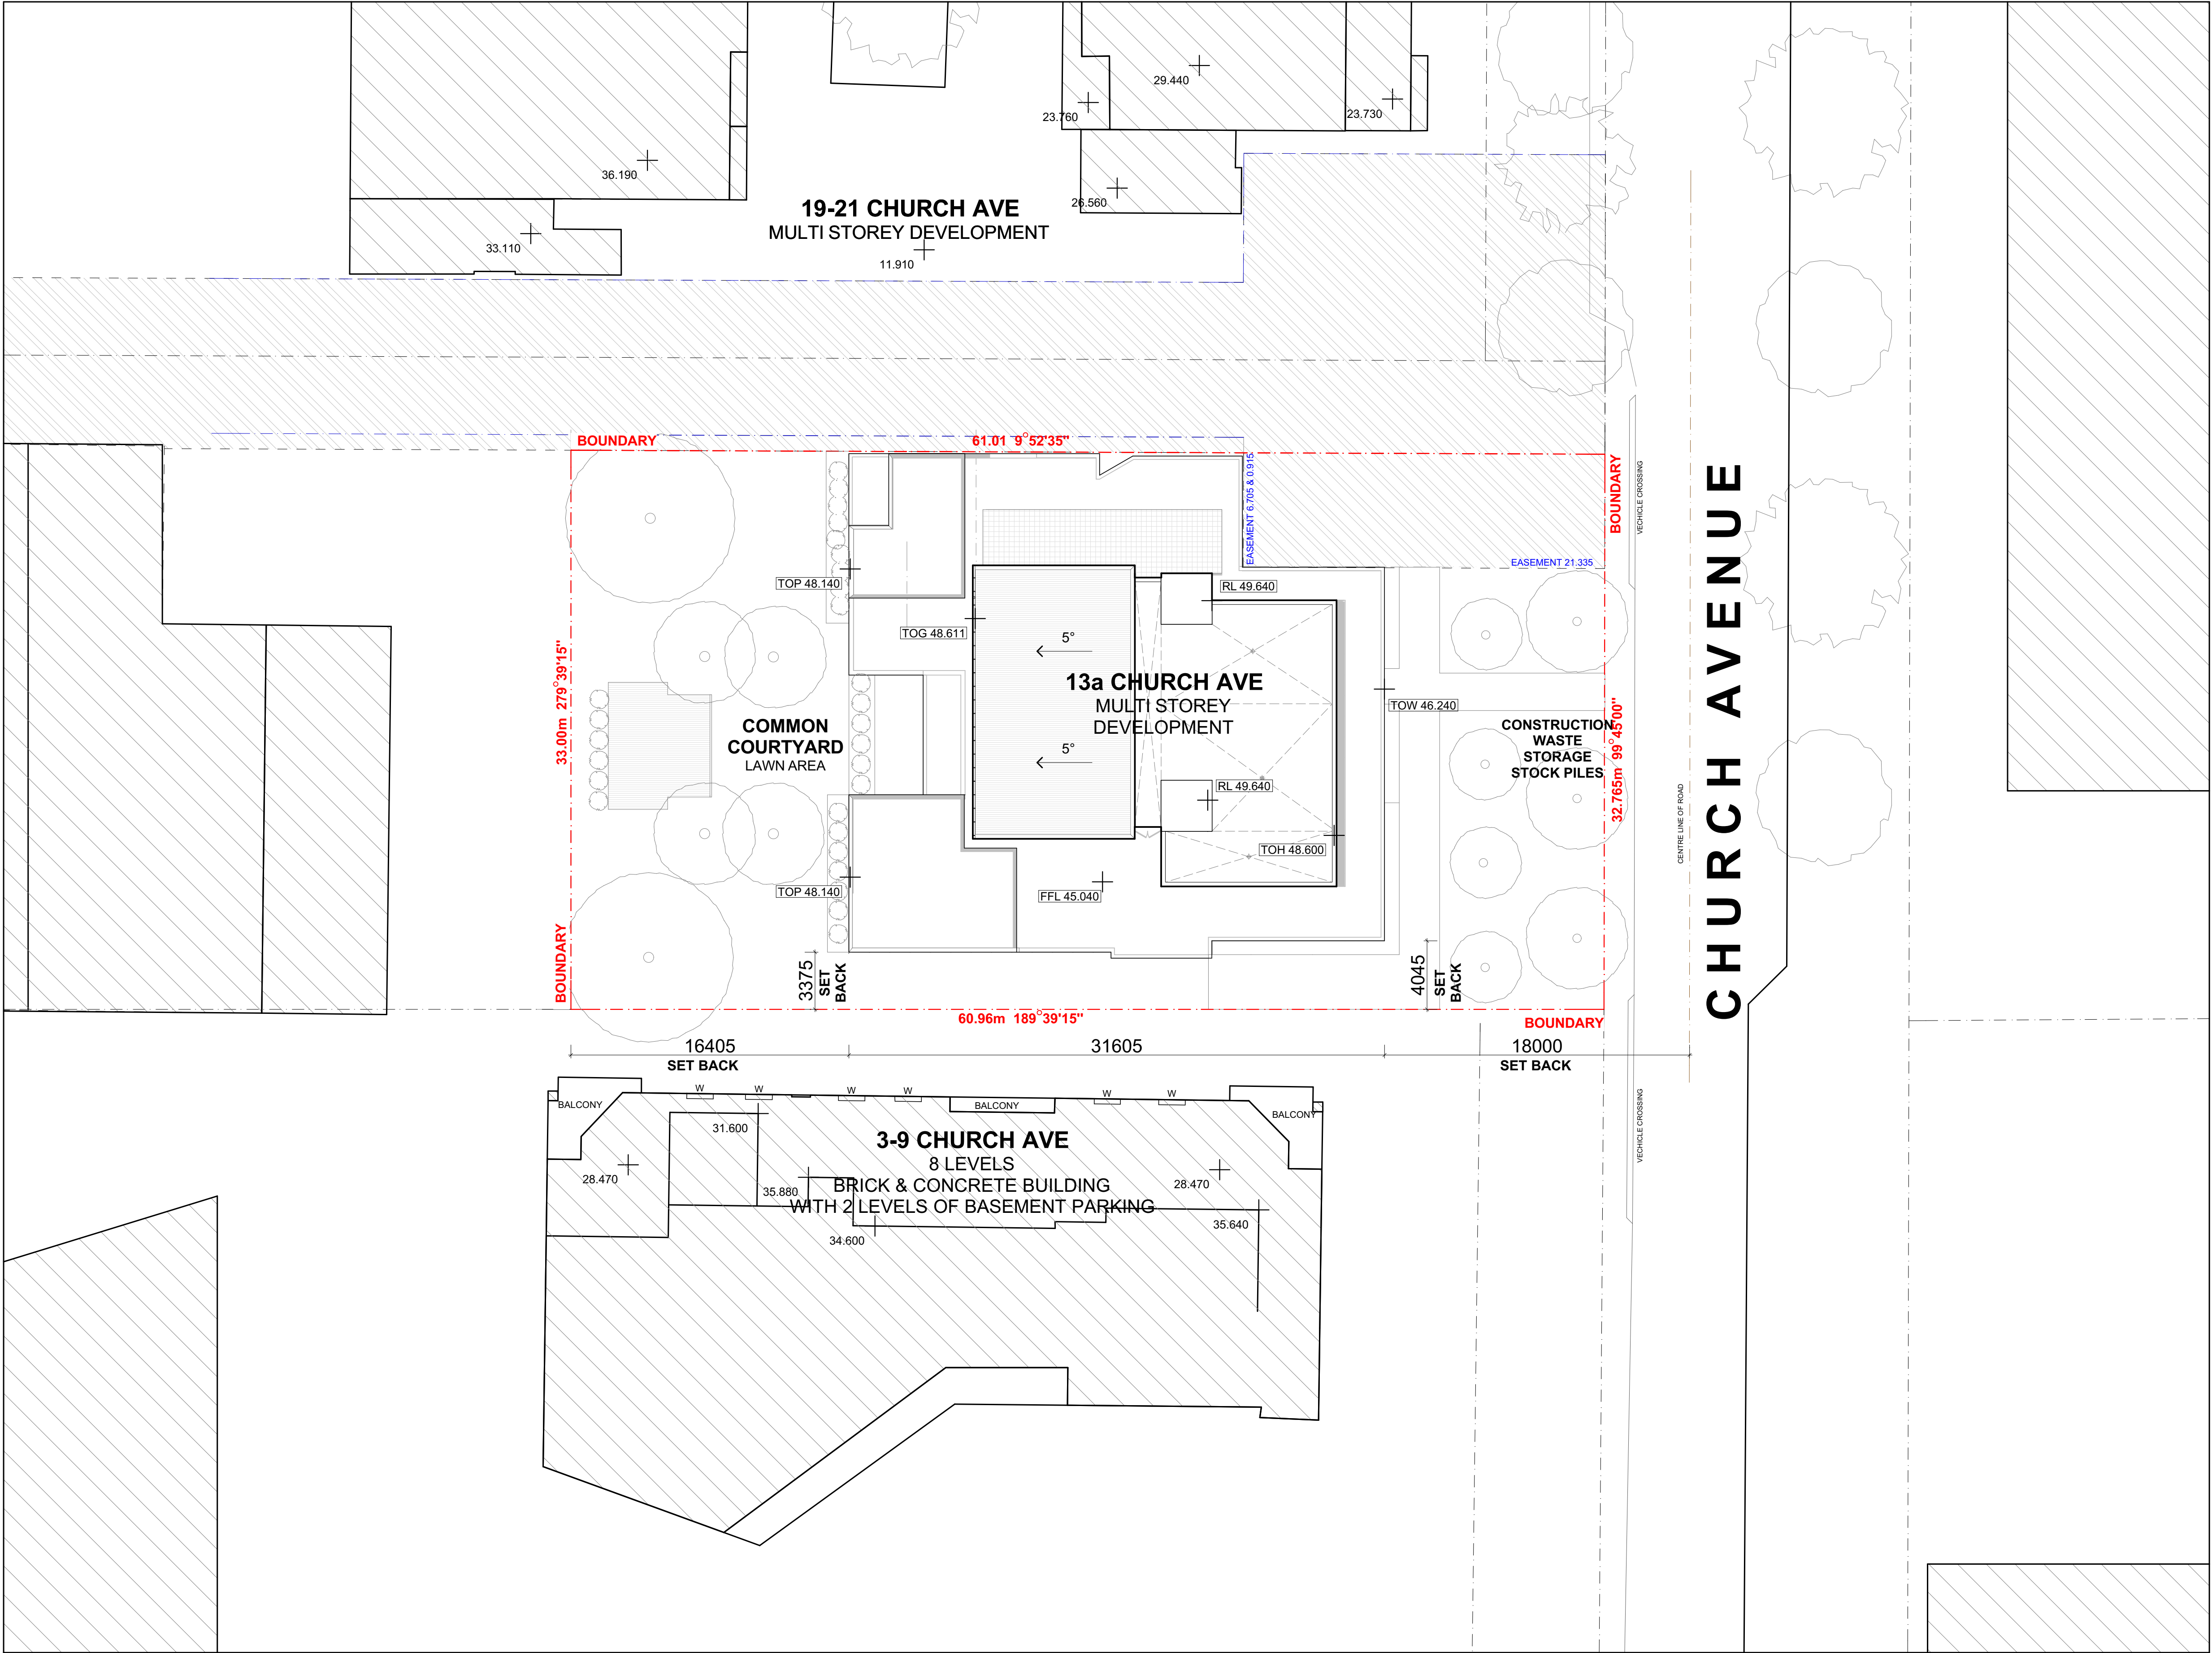 29.440
23.760
23.730
36.190
26.560
19-21 CHURCH AVE
MULTI STOREY DEVELOPMENT
33.110
11.910
BOUNDARY
61.01 9°52'35"
BOUNDARY
VECHICLE CROSSING
EASEMENT 6.705 & 0.915
EASEMENT 21.335
TOP 48.140
RL 49.640
TOG 48.611
5°
33.00m 279°39'15"
13a CHURCH AVE
MULTI STOREY
DEVELOPMENT
TOW 46.240
COMMON
COURTYARD
LAWN AREA
CONSTRUCTION
WASTE
STORAGE
STOCK PILES
32.765m 99°45'00"
CHURCH AVENUE
5°
RL 49.640
CENTRE LINE OF ROAD
TOH 48.600
TOP 48.140
FFL 45.040
BOUNDARY
3375
SET
BACK
4045
SET
BACK
60.96m 189°39'15"
BOUNDARY
16405
SET BACK
31605
18000
SET BACK
W
W
W
W
W
W
BALCONY
BALCONY
BALCONY
VECHICLE CROSSING
31.600
3-9 CHURCH AVE
8 LEVELS
BRICK & CONCRETE BUILDING
WITH 2 LEVELS OF BASEMENT PARKING
28.470
35.880
28.470
34.600
35.640